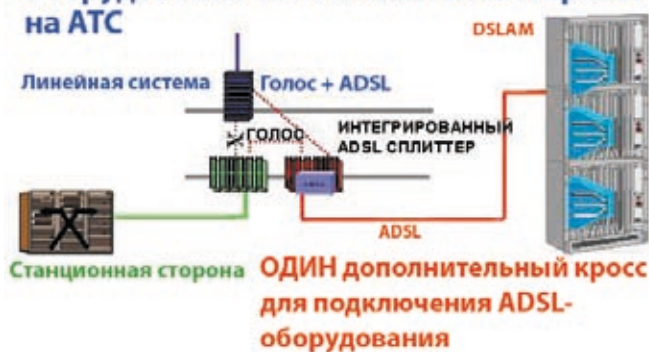 на АТС
DSLAM
Линейная система
Голос + ADSL
ГОЛОС
ИНТЕГРИРОВАННЫЙ
ADSL СПЛИТТЕР
ADSL
Станционная сторона
ОДИН дополнительный кросс
для подключения ADSL-
оборудования